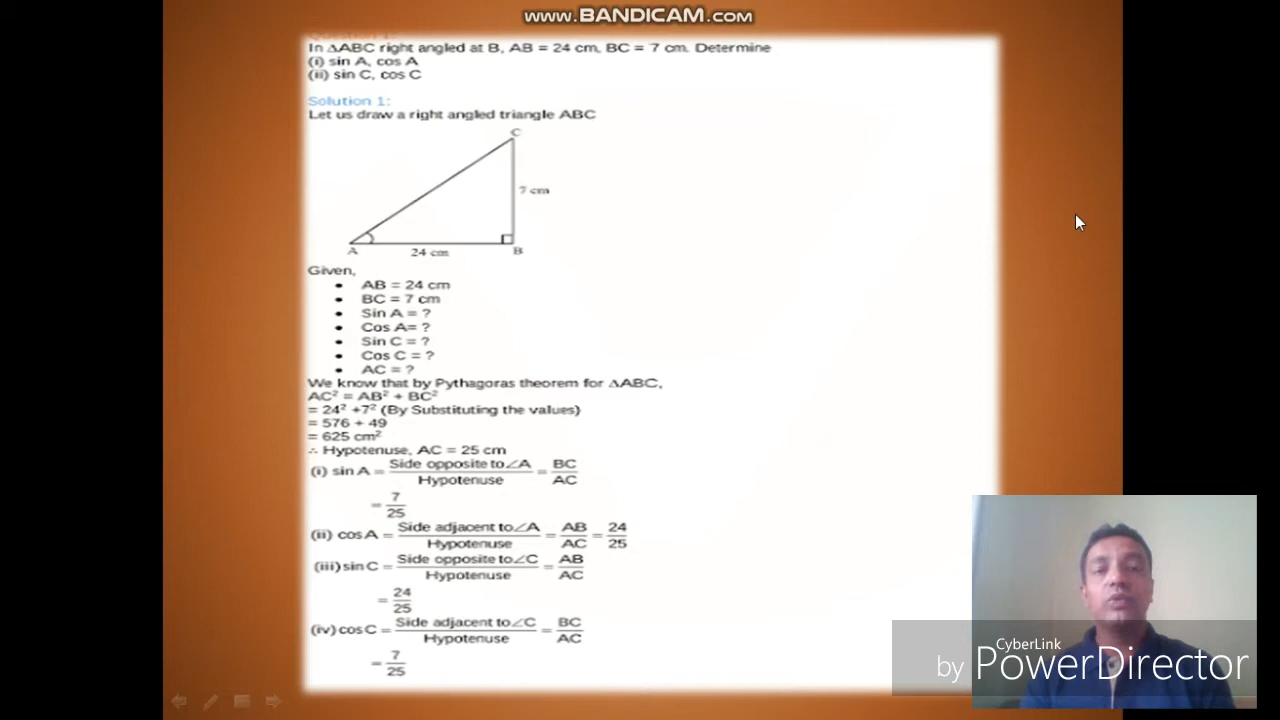 www.BANDICAM.com
Question 1:
In ∆ABC right angled at B, AB = 24 cm, BC = 7 cm. Determine
(i) sin A, cos A
(ii) sin C, cos C
Solution 1:
Let us draw a right angled triangle ABC
C
7 cm
A
24 cm
B
Given,
• AB = 24 cm
• BC = 7 cm
• Sin A = ?
• Cos A= ?
• Sin C = ?
• Cos C = ?
• AC = ?
We know that by Pythagoras theorem for ∆ABC,
AC² = AB² + BC²
= 24² +7² (By Substituting the values)
= 576 + 49
= 625 cm²
∴ Hypotenuse, AC = 25 cm
(i) sin A = Side opposite to∠A / Hypotenuse = BC / AC
= 7 / 25
(ii) cos A = Side adjacent to∠A / Hypotenuse = AB / AC = 24 / 25
(iii) sin C = Side opposite to∠C / Hypotenuse = AB / AC
= 24 / 25
(iv) cos C = Side adjacent to∠C / Hypotenuse = BC / AC
= 7 / 25
CyberLink
by PowerDirector